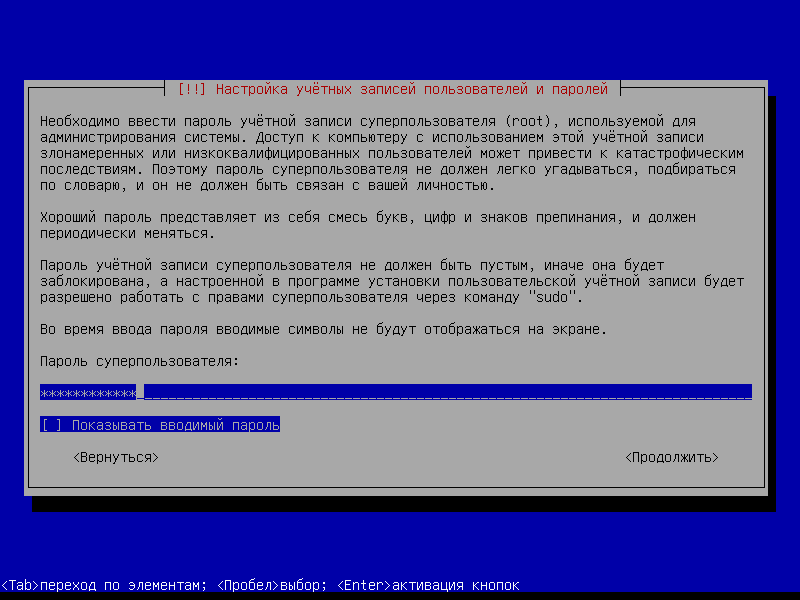 [!!] Настройка учётных записей пользователей и паролей
Необходимо ввести пароль учётной записи суперпользователя (root), используемой для
администрирования системы. Доступ к компьютеру с использованием этой учётной записи
злонамеренных или низкоквалифицированных пользователей может привести к катастрофическим
последствиям. Поэтому пароль суперпользователя не должен легко угадываться, подбираться
по словарю, и он не должен быть связан с вашей личностью.
Хороший пароль представляет из себя смесь букв, цифр и знаков препинания, и должен
периодически меняться.
Пароль учётной записи суперпользователя не должен быть пустым, иначе она будет
заблокирована, а настроенной в программе установки пользовательской учётной записи будет
разрешено работать с правами суперпользователя через команду "sudo".
Во время ввода пароля вводимые символы не будут отображаться на экране.
Пароль суперпользователя:
************
[ ] Показывать вводимый пароль
<Вернуться> <Продолжить>
<Tab>переход по элементам; <Пробел>выбор; <Enter>активация кнопок